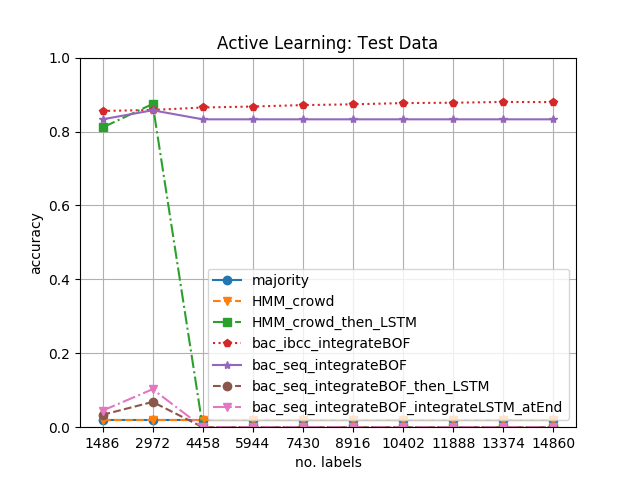 Active Learning: Test Data
accuracy
1.0
0.8
0.6
0.4
0.2
0.0
majority
HMM_crowd
HMM_crowd_then_LSTM
bac_ibcc_integrateBOF
bac_seq_integrateBOF
bac_seq_integrateBOF_then_LSTM
bac_seq_integrateBOF_integrateLSTM_atEnd
1486 2972 4458 5944 7430 8916 10402 11888 13374 14860
no. labels